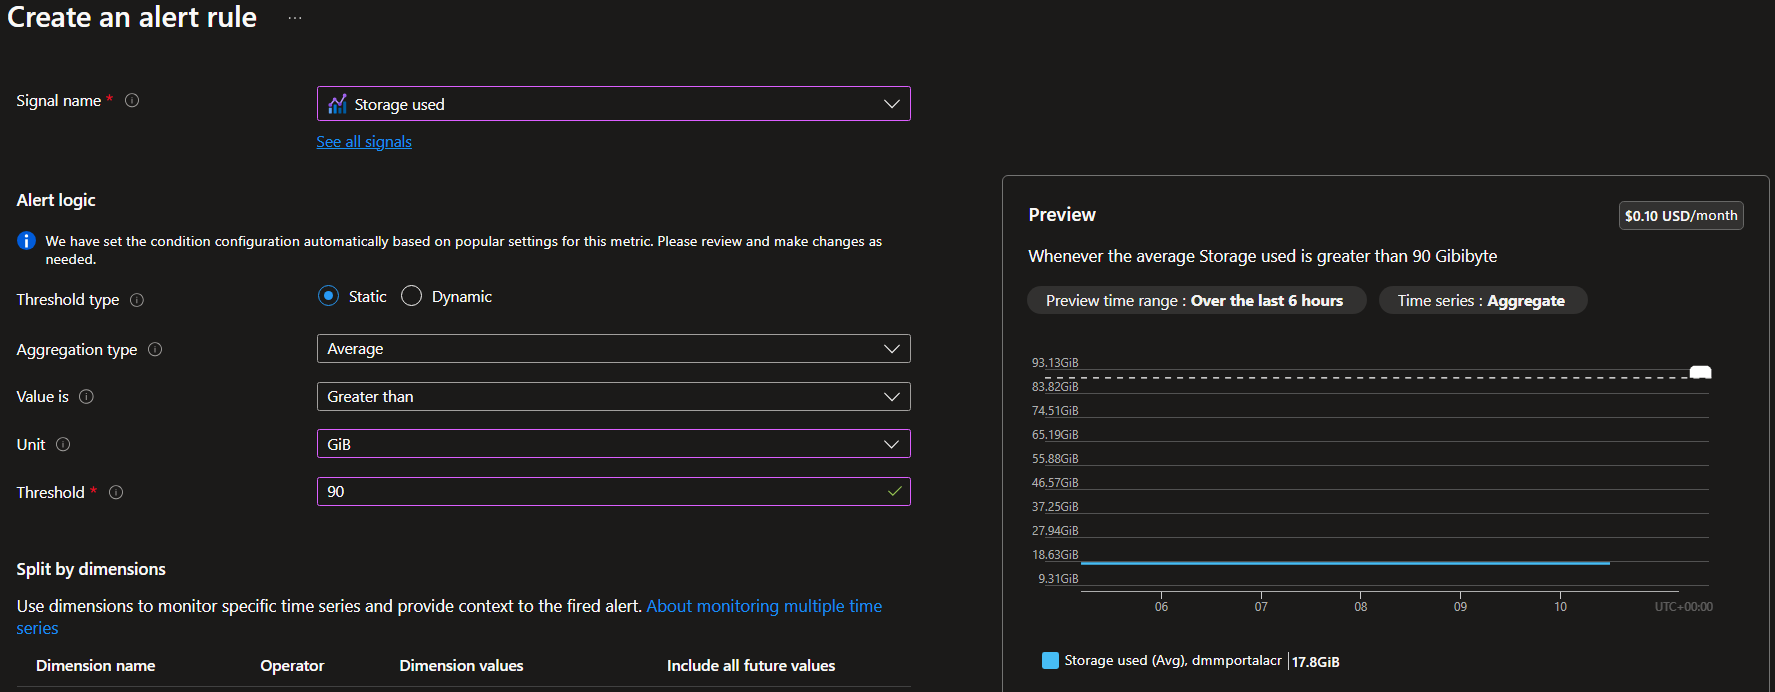 Create an alert rule ...
Signal name *
Storage used
See all signals
Alert logic
We have set the condition configuration automatically based on popular settings for this metric. Please review and make changes as
needed.
Threshold type
Static
Dynamic
Aggregation type
Average
Value is
Greater than
Unit
GiB
Threshold *
90
Split by dimensions
Use dimensions to monitor specific time series and provide context to the fired alert. About monitoring multiple time
series
Dimension name Operator Dimension values Include all future values
Preview
$0.10 USD/month
Whenever the average Storage used is greater than 90 Gibibyte
Preview time range : Over the last 6 hours
Time series : Aggregate
93.13GiB
83.82GiB
74.51GiB
65.19GiB
55.88GiB
46.57GiB
37.25GiB
27.94GiB
18.63GiB
9.31GiB
06 07 08 09 10 UTC+00:00
Storage used (Avg), dmmportalacr | 17.8GiB